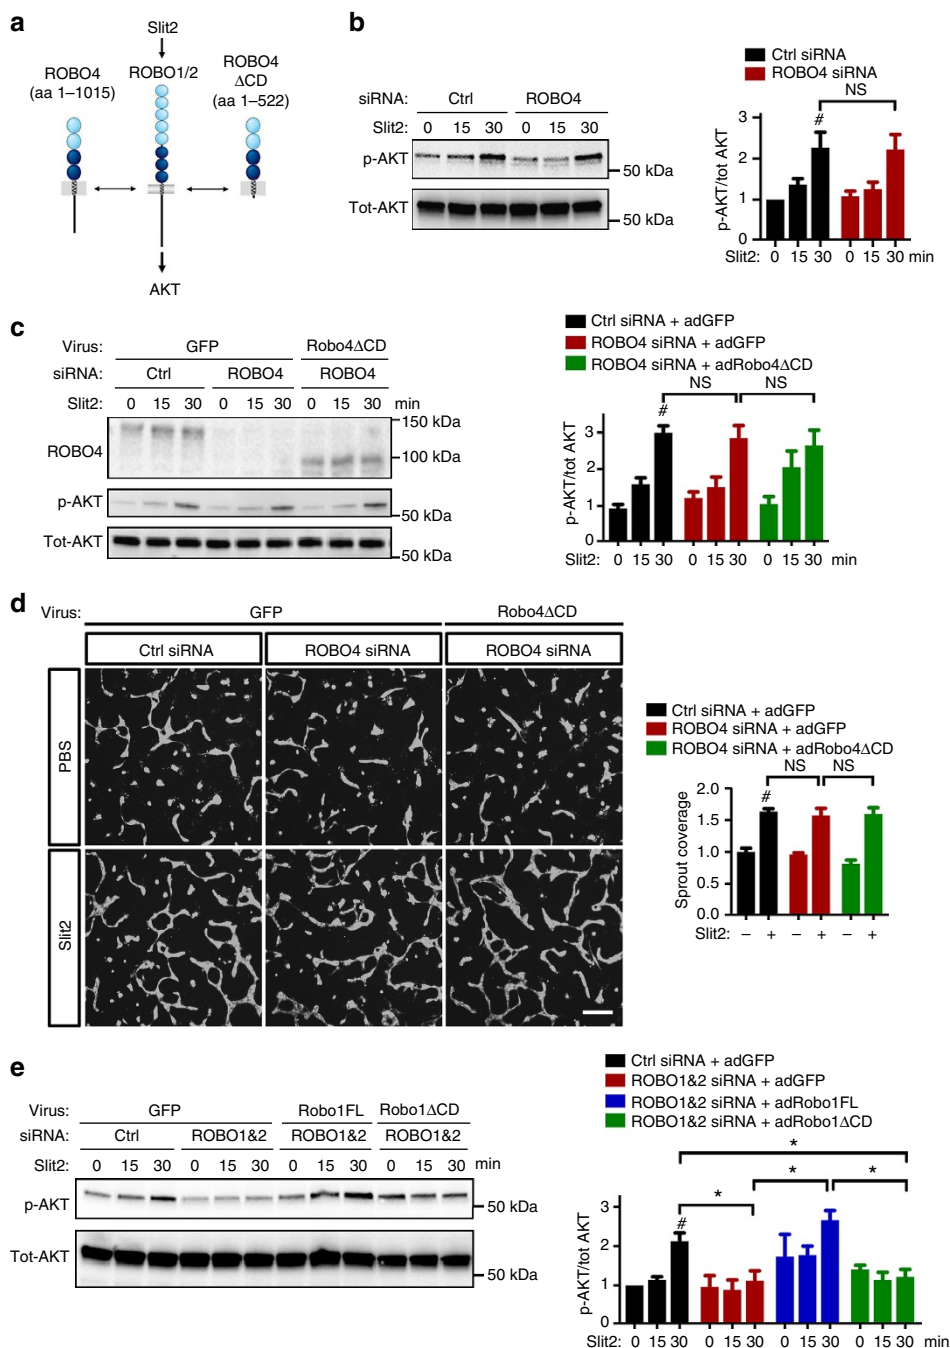 a
Slit2
ROBO4
(aa 1–1015)
ROBO1/2
ROBO4
ΔCD
(aa 1–522)
AKT
b
siRNA: Ctrl ROBO4
Slit2: 0 15 30 0 15 30
p-AKT
50 kDa
Tot-AKT
50 kDa
Ctrl siRNA
ROBO4 siRNA
NS
#
3
2
1
0
p-AKT/tot AKT
Slit2: 0 15 30 0 15 30 min
c
Virus: GFP Robo4ΔCD
siRNA: Ctrl ROBO4 ROBO4
Slit2: 0 15 30 0 15 30 0 15 30 min
ROBO4
150 kDa
100 kDa
p-AKT
50 kDa
Tot-AKT
50 kDa
Ctrl siRNA + adGFP
ROBO4 siRNA + adGFP
ROBO4 siRNA + adRobo4ΔCD
NS NS
#
3
2
1
0
p-AKT/tot AKT
Slit2: 0 15 30 0 15 30 0 15 30 min
d
Virus: GFP Robo4ΔCD
Ctrl siRNA ROBO4 siRNA ROBO4 siRNA
PBS
Slit2
Ctrl siRNA + adGFP
ROBO4 siRNA + adGFP
ROBO4 siRNA + adRobo4ΔCD
NS NS
#
2.0
1.5
1.0
0.5
0.0
Sprout coverage
Slit2: – + – + – +
e
Virus: GFP Robo1FL Robo1ΔCD
siRNA: Ctrl ROBO1&2 ROBO1&2 ROBO1&2
Slit2: 0 15 30 0 15 30 0 15 30 0 15 30 min
p-AKT
50 kDa
Tot-AKT
50 kDa
Ctrl siRNA + adGFP
ROBO1&2 siRNA + adGFP
ROBO1&2 siRNA + adRobo1FL
ROBO1&2 siRNA + adRobo1ΔCD
*
* * *
#
3
2
1
0
p-AKT/tot AKT
Slit2: 0 15 30 0 15 30 0 15 30 0 15 30 min